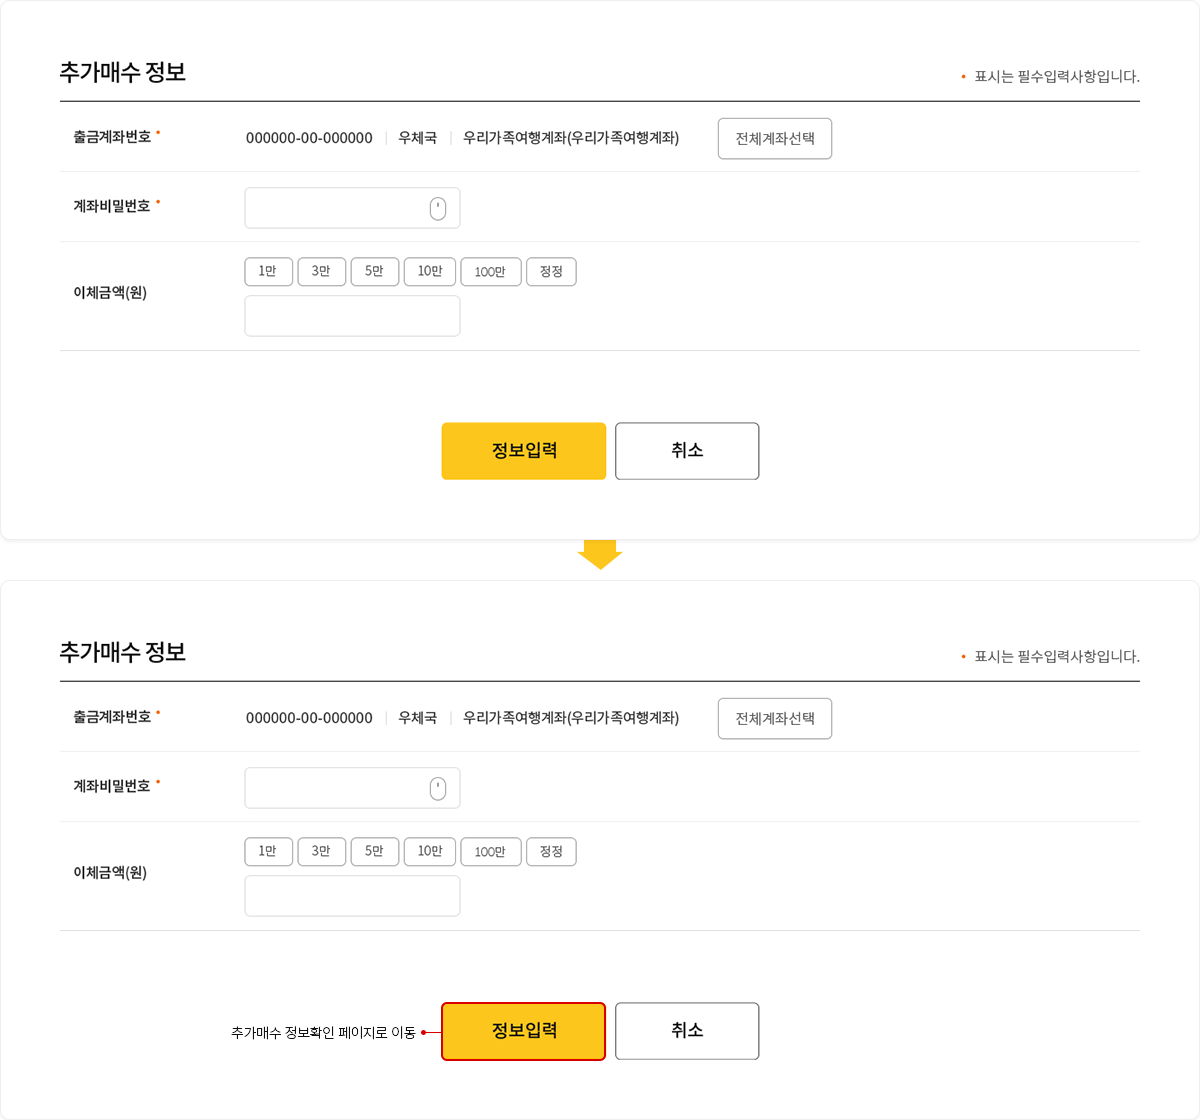 추가매수 정보
• 표시는 필수입력사항입니다.
출금계좌번호 • 000000-00-000000 | 우체국 | 우리가족여행계좌(우리가족여행계좌) 전체계좌선택
계좌비밀번호 •
1만 3만 5만 10만 100만 정정
이체금액(원)
정보입력 취소
추가매수 정보
• 표시는 필수입력사항입니다.
출금계좌번호 • 000000-00-000000 | 우체국 | 우리가족여행계좌(우리가족여행계좌) 전체계좌선택
계좌비밀번호 •
1만 3만 5만 10만 100만 정정
이체금액(원)
추가매수 정보확인 페이지로 이동 정보입력 취소